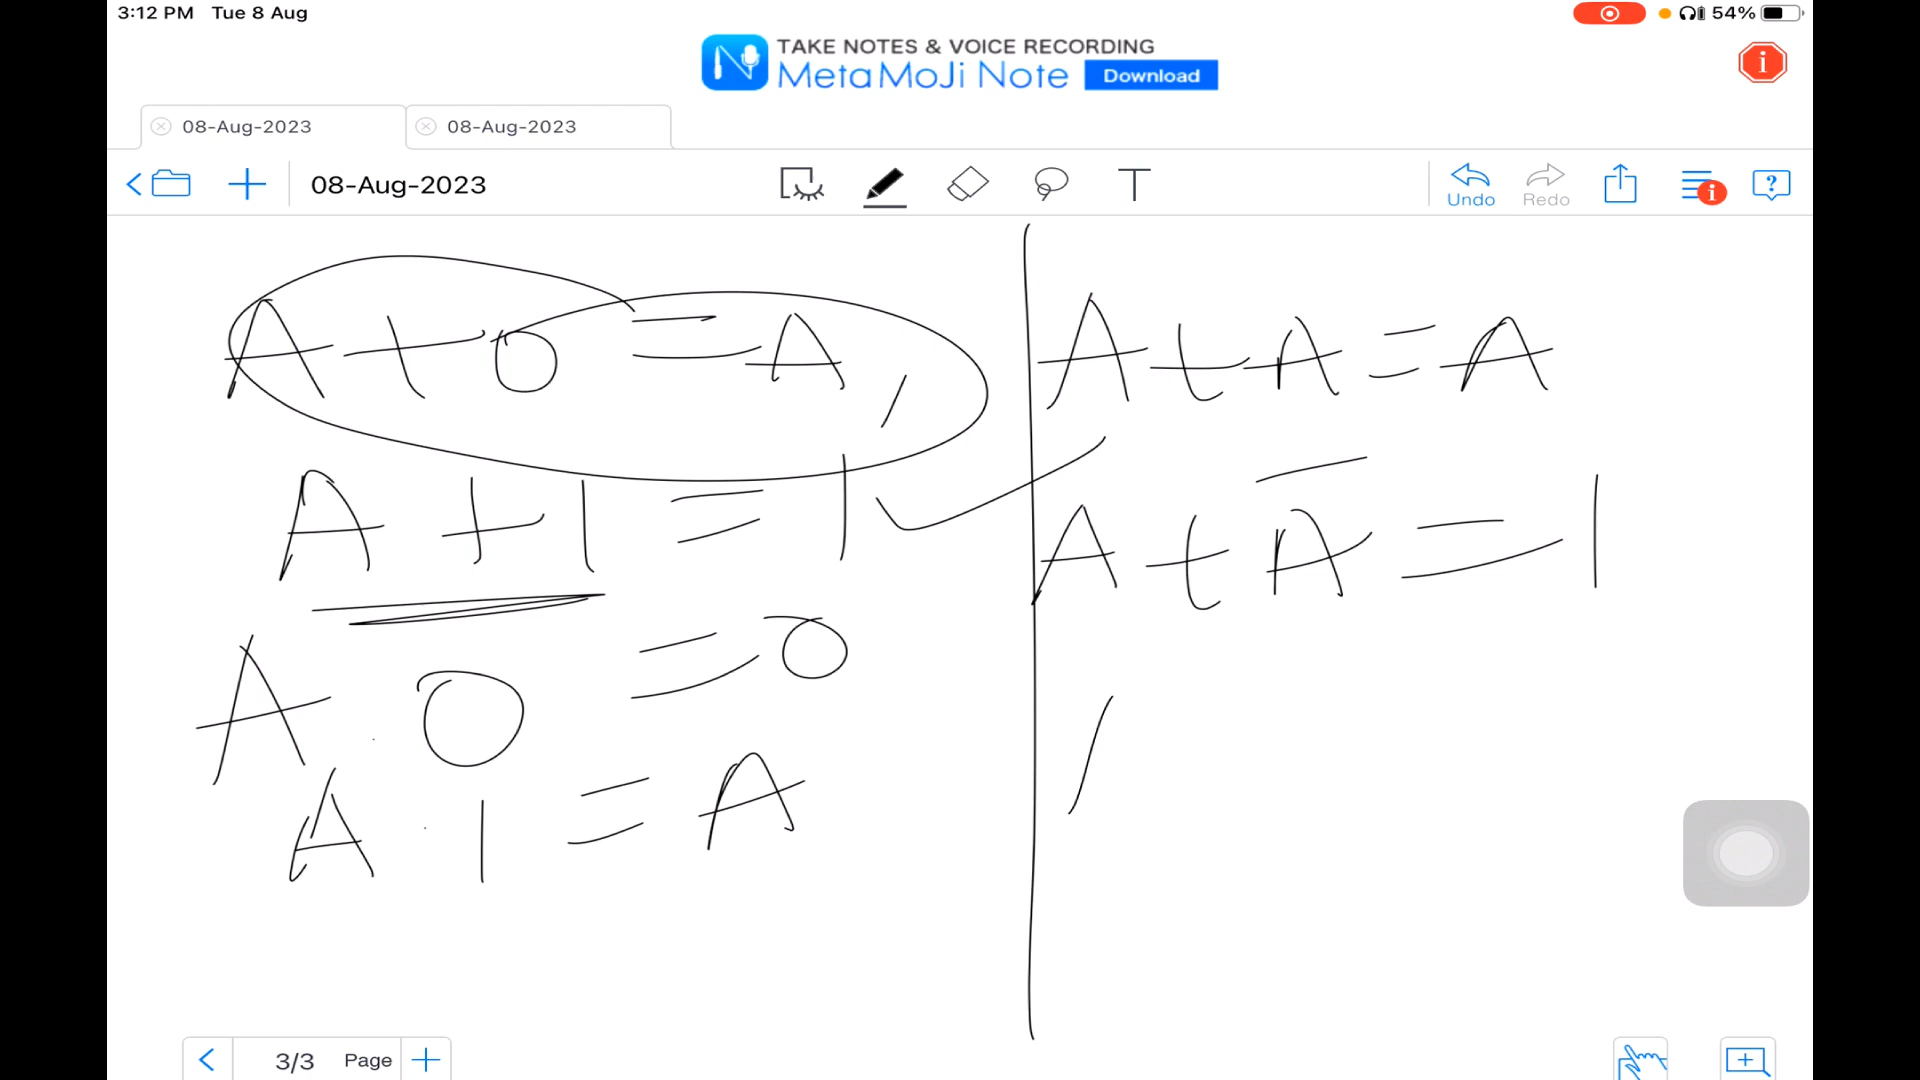 3:12 PM Tue 8 Aug 54%
TAKE NOTES & VOICE RECORDING
MetaMoJi Note Download
08-Aug-2023 08-Aug-2023
08-Aug-2023 T Undo Redo
A + 0 = A,
A + 1 = 1
A . 0 = 0
A . 1 = A
A + A = A
A + A̅ = 1
3/3 Page